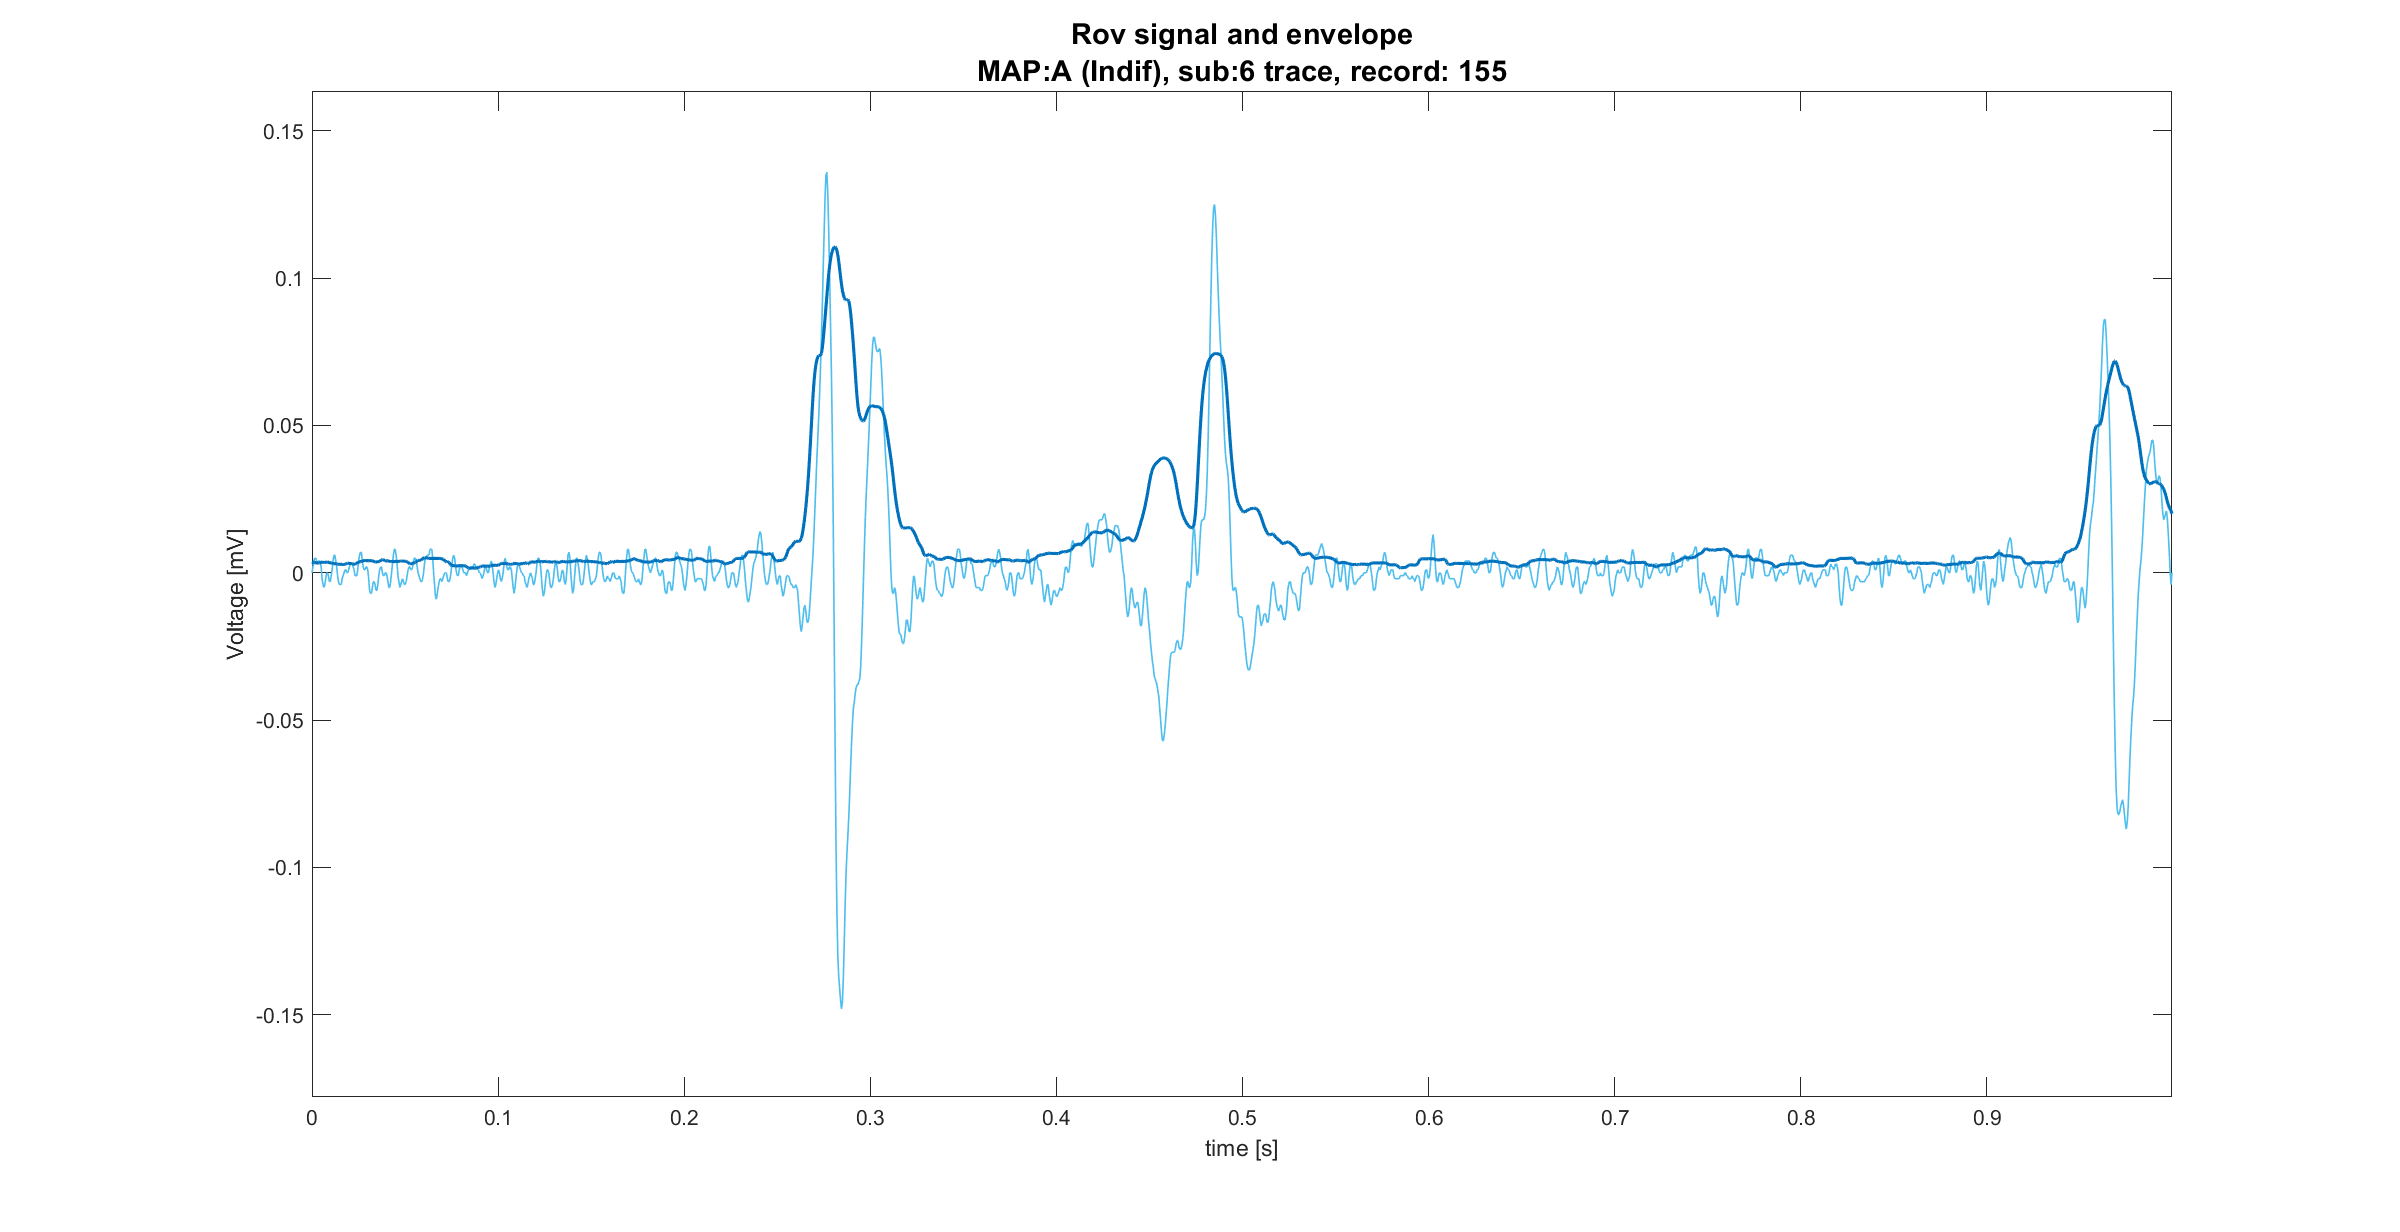 Rov signal and envelope
MAP:A (Indif), sub:6 trace, record: 155
0.15
0.1
0.05
0
-0.05
-0.1
-0.15
Voltage [mV]
0 0.1 0.2 0.3 0.4 0.5 0.6 0.7 0.8 0.9
time [s]